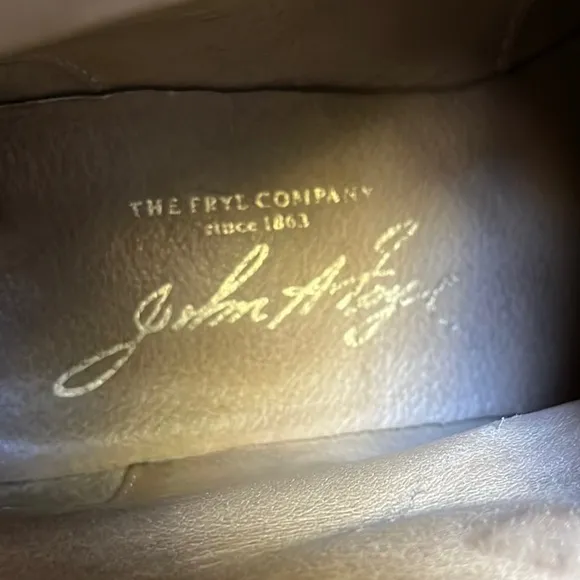 THE FRYE COMPANY
since 1863
John A. Frye